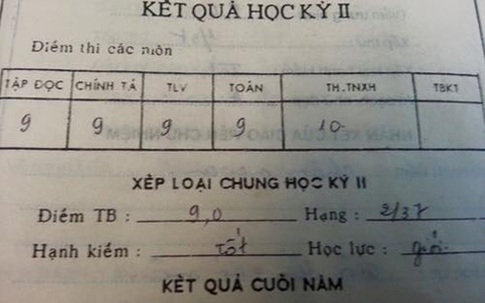 KẾT QUẢ HỌC KỲ II
Điểm thi các môn
TẬP ĐỌC CHÍNH TẢ TLV TOÁN TH.TNXH TBKT
9 9 9 9 10
XẾP LOẠI CHUNG HỌC KỲ II
Điểm TB : 9,0 Hạng : 2/37
Hạnh kiểm : Tốt Học lực : giỏi
KẾT QUẢ CUỐI NĂM